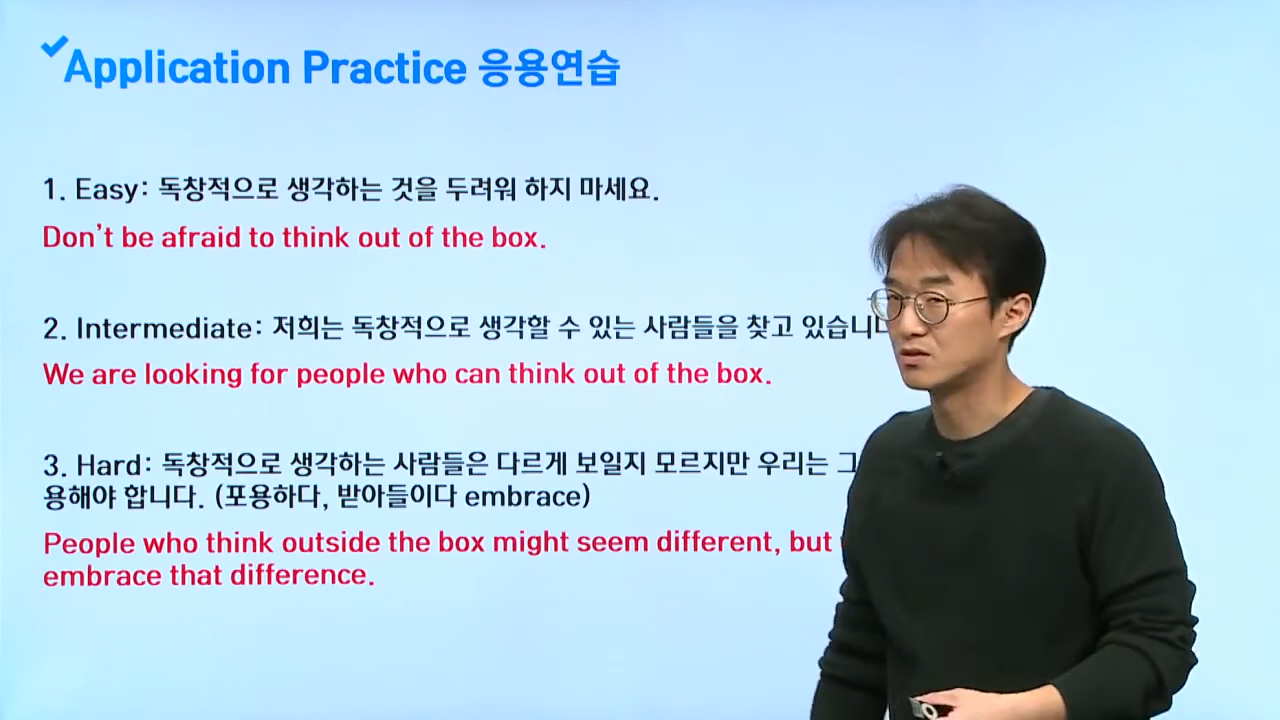 Application Practice 응용연습
1. Easy: 독창적으로 생각하는 것을 두려워 하지 마세요.
Don't be afraid to think out of the box.
2. Intermediate: 저희는 독창적으로 생각할 수 있는 사람들을 찾고
We are looking for people who can think out of the box.
3. Hard: 독창적으로 생각하는 사람들은 다르게 보일지 모르지만 우리는
용해야 합니다. (포용하다, 받아들이다 embrace)
People who think outside the box might seem different, but
embrace that difference.